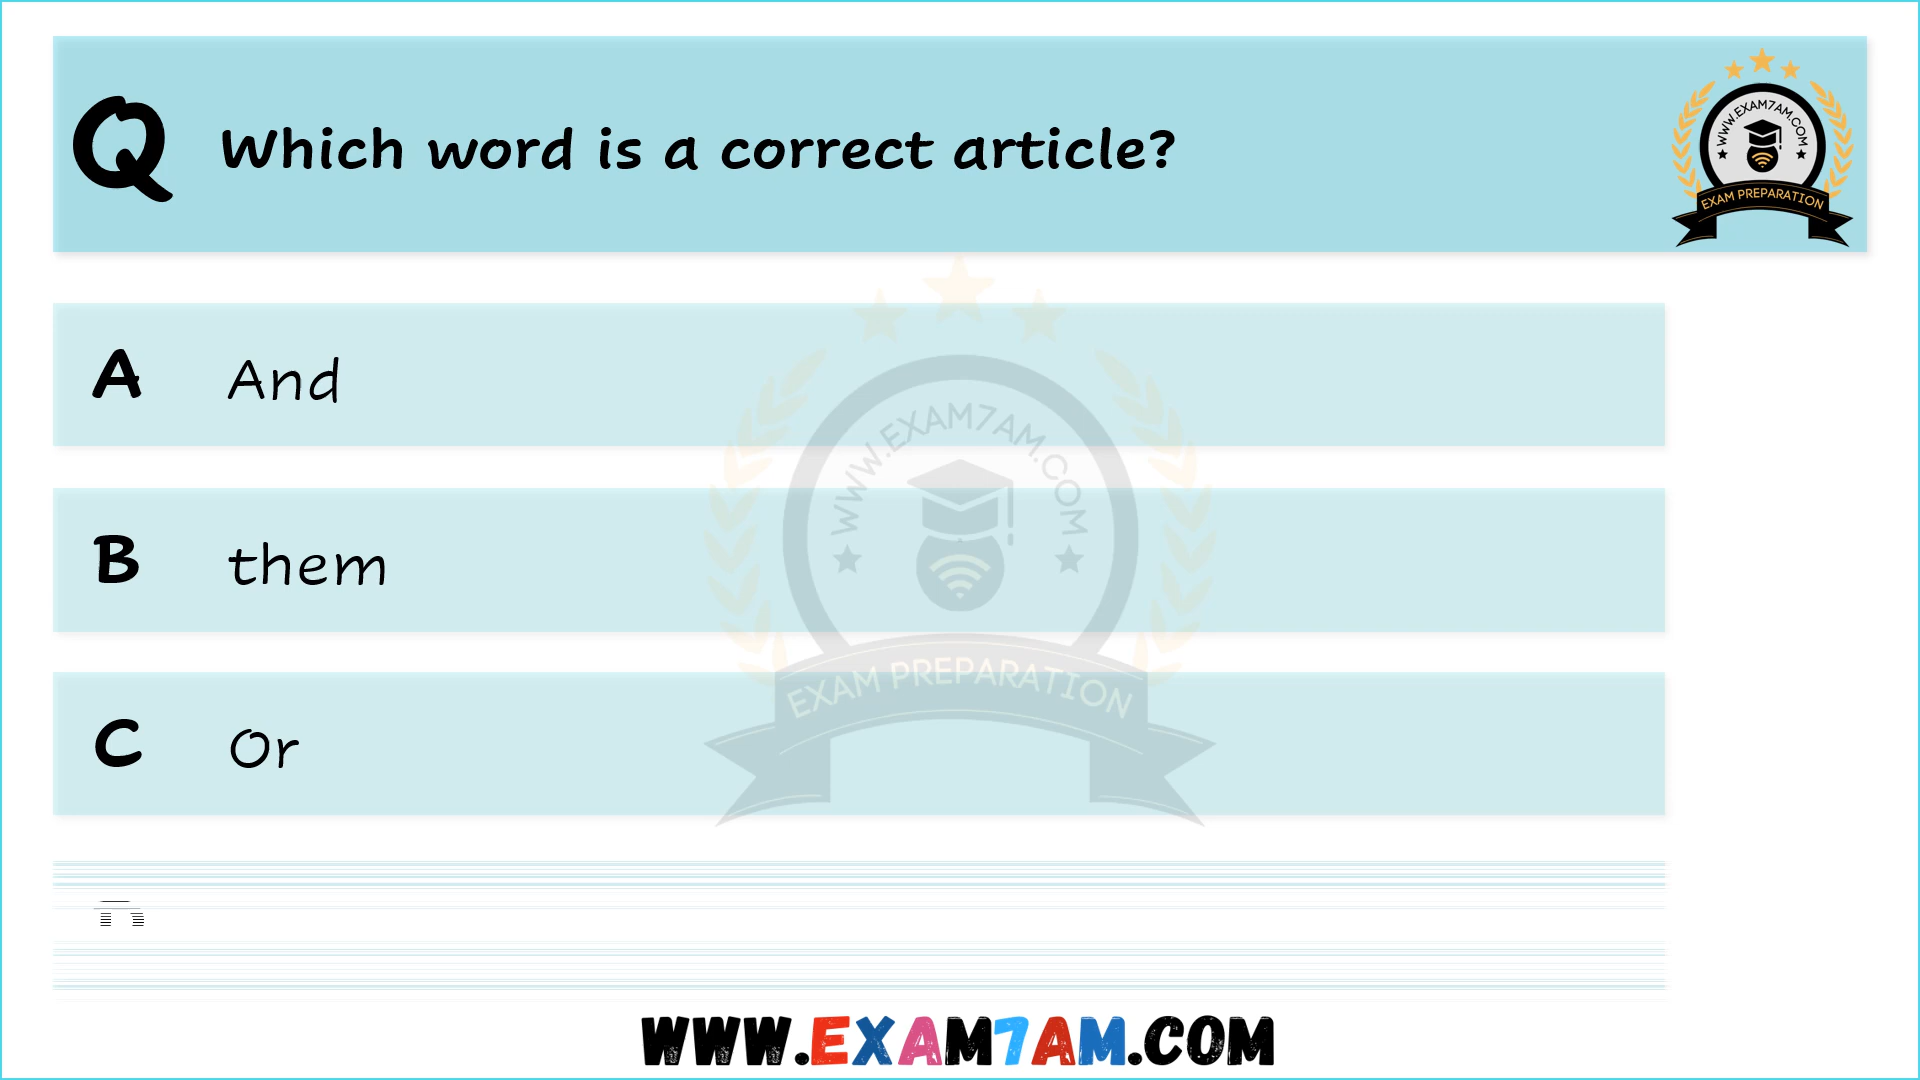 Q Which word is a correct article?
WWW.EXAM7AM.COM
EXAM PREPARATION
A And
B them
C Or
WWW.EXAM7AM.COM
EXAM PREPARATION
WWW.EXAM7AM.COM